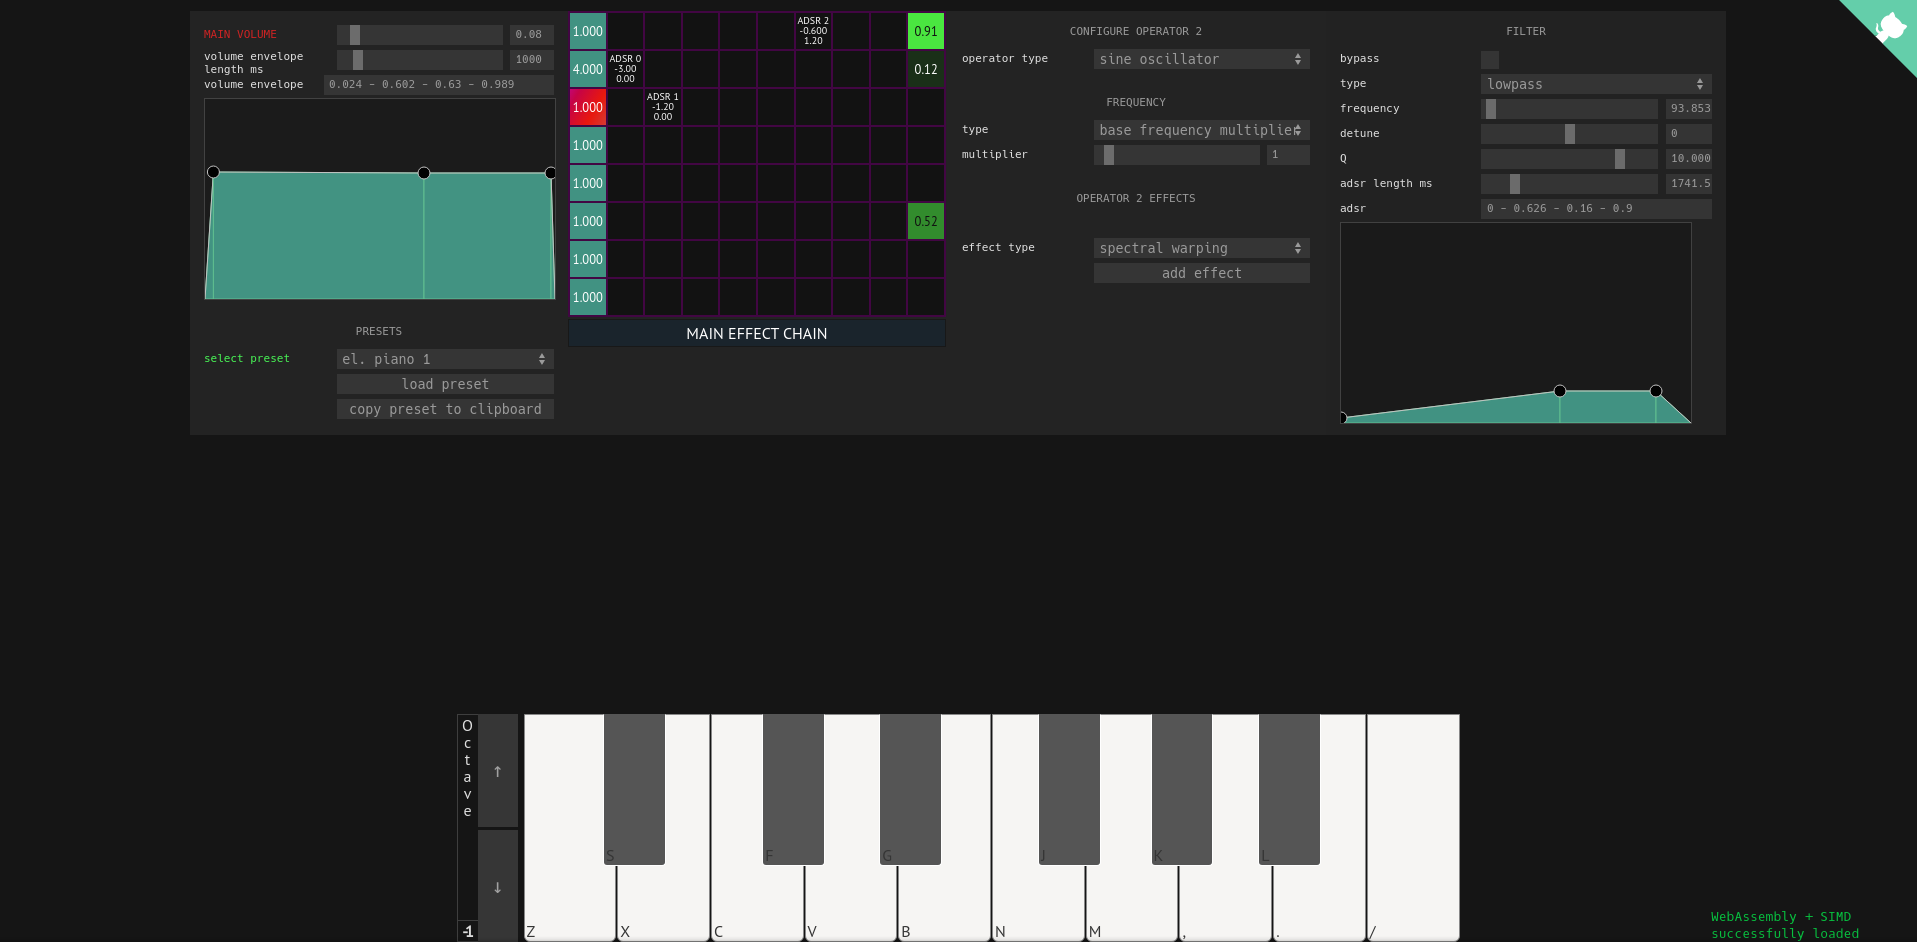 MAIN VOLUME
0.08
volume envelope
length ms
1000
volume envelope
0.024 - 0.602 - 0.63 - 0.989
PRESETS
select preset
el. piano 1
load preset
copy preset to clipboard
1.000
ADSR 2
-0.600
1.20
0.91
4.000
ADSR 0
-3.00
0.00
0.12
1.000
ADSR 1
-1.20
0.00
1.000
1.000
1.000
0.52
1.000
1.000
MAIN EFFECT CHAIN
CONFIGURE OPERATOR 2
operator type
sine oscillator
FREQUENCY
type
base frequency multiplier
multiplier
1
OPERATOR 2 EFFECTS
effect type
spectral warping
add effect
FILTER
bypass
type
lowpass
frequency
93.853
detune
0
Q
10.000
adsr length ms
1741.5
adsr
0 - 0.626 - 0.16 - 0.9
Octave
↑
↓
-1
S
F
G
J
K
L
Z
X
C
V
B
N
M
,
.
/
WebAssembly + SIMD
successfully loaded